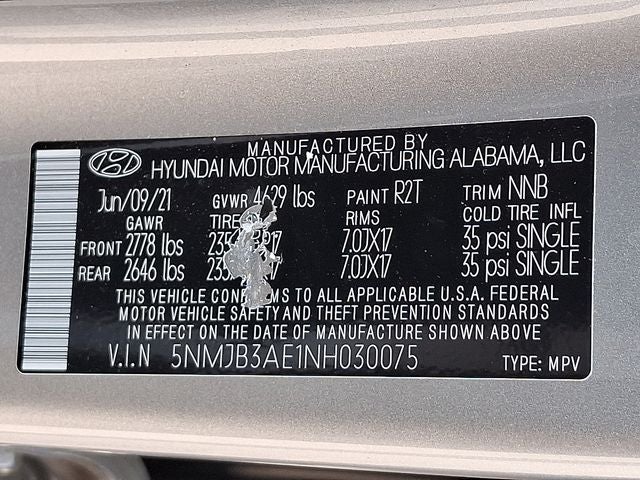 MANUFACTURED BY
HYUNDAI MOTOR MANUFACTURING ALABAMA, LLC
Jun/09/21 GVWR lbs PAINT R2T TRIM NNB
GAWR TIRE RIMS COLD TIRE INFL
FRONT 2778 lbs 7.0JX17 35 psi SINGLE
REAR 2646 lbs 7.0JX17 35 psi SINGLE
THIS VEHICLE TO ALL APPLICABLE U.S.A. FEDERAL
MOTOR VEHICLE SAFETY AND THEFT PREVENTION STANDARDS
IN EFFECT ON THE DATE OF MANUFACTURE SHOWN ABOVE
V.I.N 5NMJB3AE1NH030075 TYPE: MPV